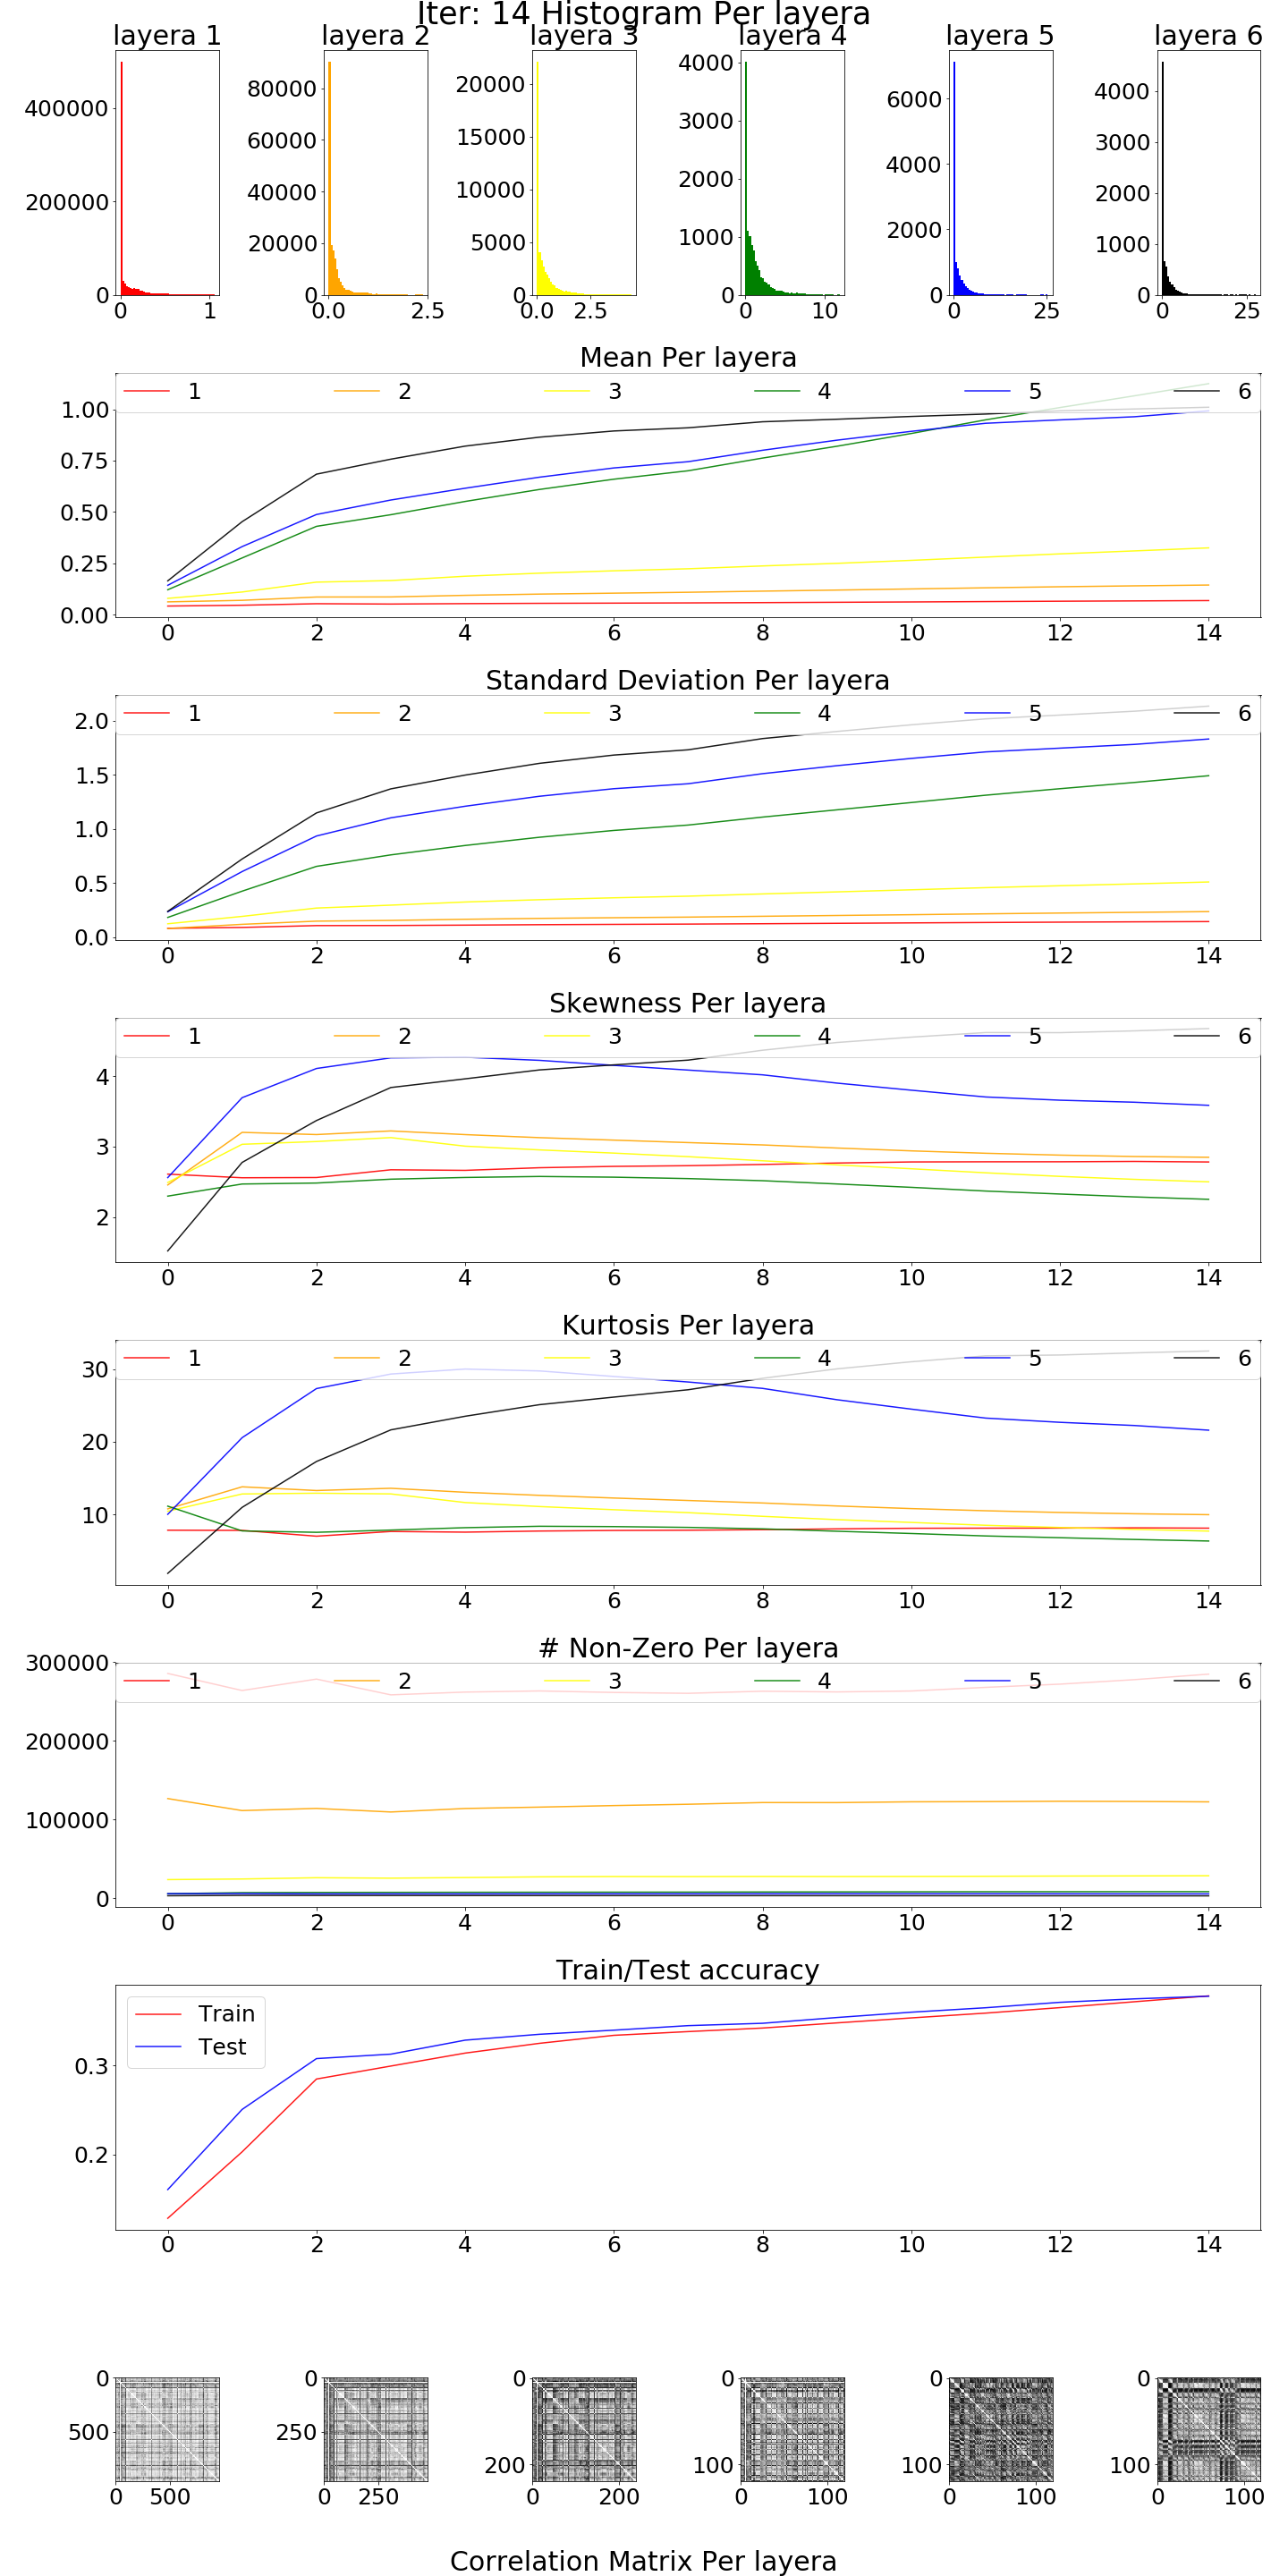 Iter: 14 Histogram Per layera
layera 1 layera 2 layera 3 layera 4 layera 5 layera 6
400000 80000 20000 4000 6000 4000
200000 60000 15000 3000 4000 3000
0 40000 10000 2000 2000 2000
20000 5000 1000 0 1000
0 0 0 0
0 1 0.0 2.5 0.0 2.5 0 10 0 25 0 25
Mean Per layera
1 2 3 4 5 6
1.00
0.75
0.50
0.25
0.00
0 2 4 6 8 10 12 14
Standard Deviation Per layera
1 2 3 4 5 6
2.0
1.5
1.0
0.5
0.0
0 2 4 6 8 10 12 14
Skewness Per layera
1 2 3 4 5 6
4
3
2
0 2 4 6 8 10 12 14
Kurtosis Per layera
1 2 3 4 5 6
30
20
10
0 2 4 6 8 10 12 14
# Non-Zero Per layera
300000
1 2 3 4 5 6
200000
100000
0
0 2 4 6 8 10 12 14
Train/Test accuracy
Train
Test
0.3
0.2
0 2 4 6 8 10 12 14
0 0 0 0 0 0
500 250 200 100 100 100
0 500 0 250 0 200 0 100 0 100 0 100
Correlation Matrix Per layera